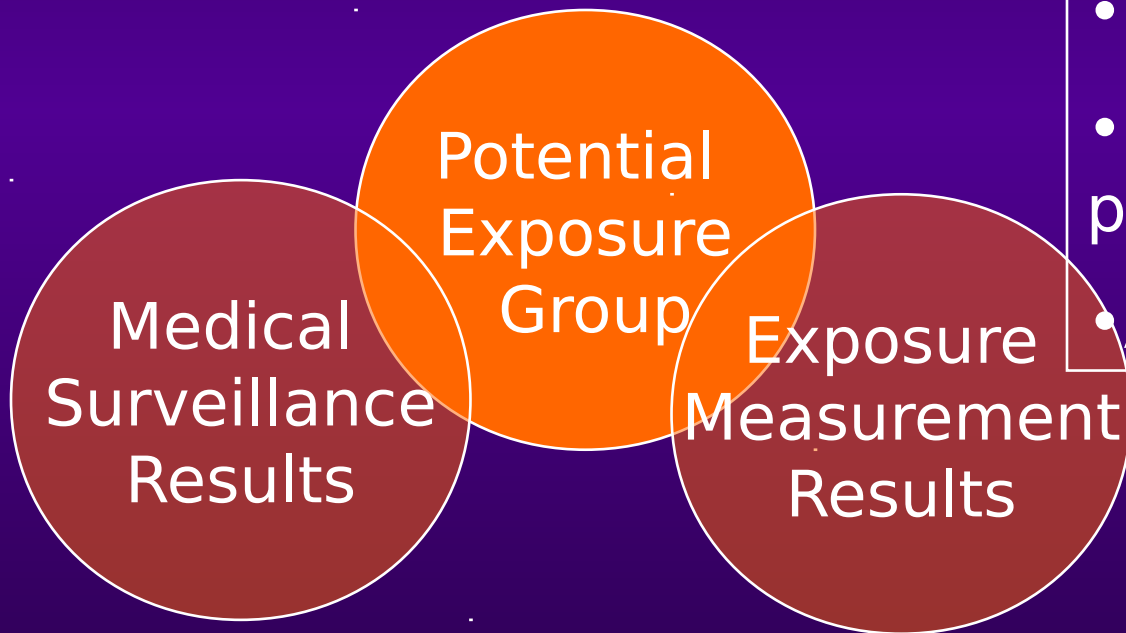 Potential
Exposure
Group
Medical
Surveillance
Results
Exposure
Measurement
Results
•
•
p
•